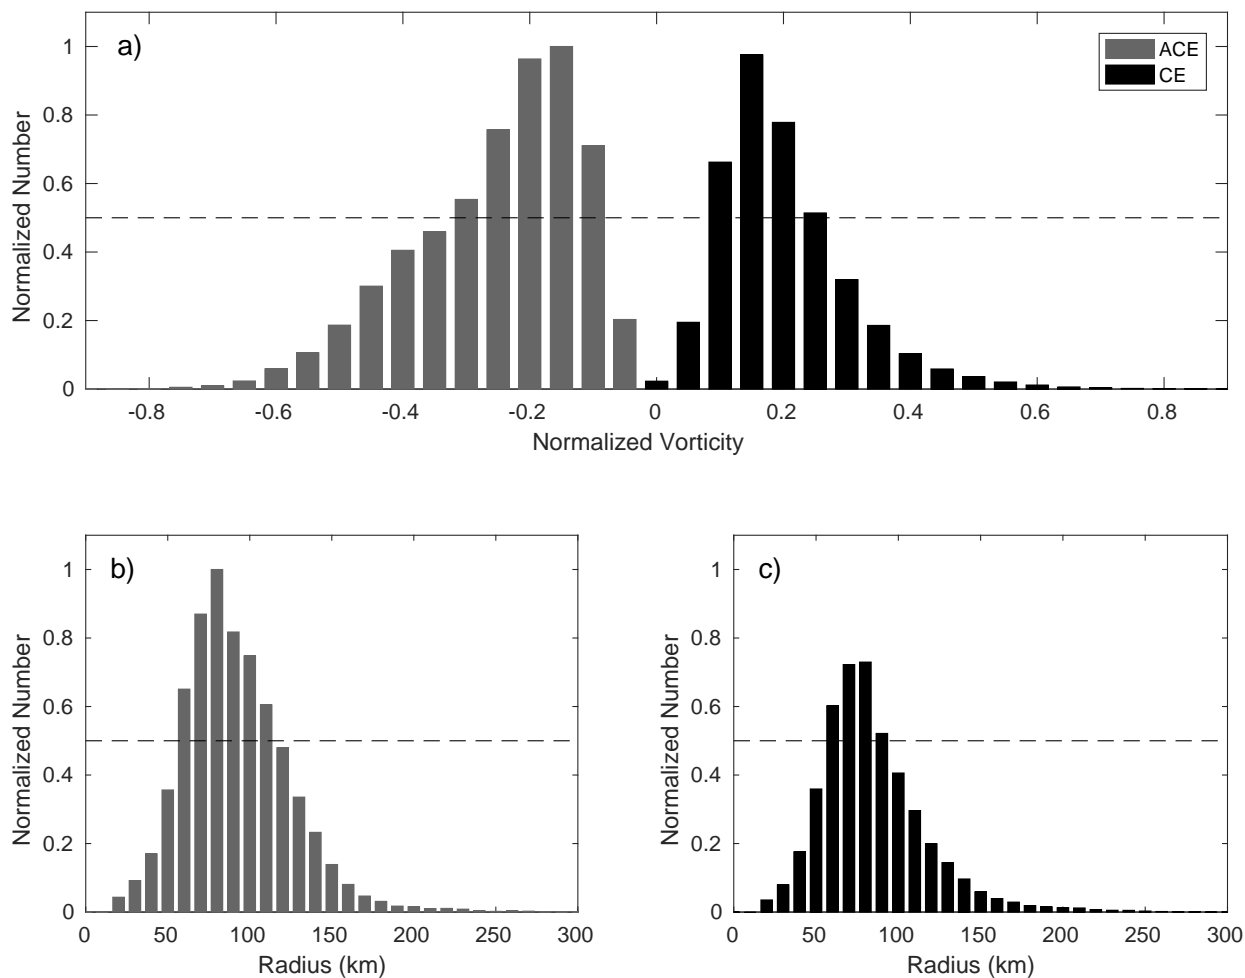 a)
ACE
CE
1
0.8
0.6
0.4
0.2
0
Normalized Number
-0.8 -0.6 -0.4 -0.2 0 0.2 0.4 0.6 0.8
Normalized Vorticity
b)
1
0.8
0.6
0.4
0.2
0
Normalized Number
0 50 100 150 200 250 300
Radius (km)
c)
1
0.8
0.6
0.4
0.2
0
Normalized Number
0 50 100 150 200 250 300
Radius (km)